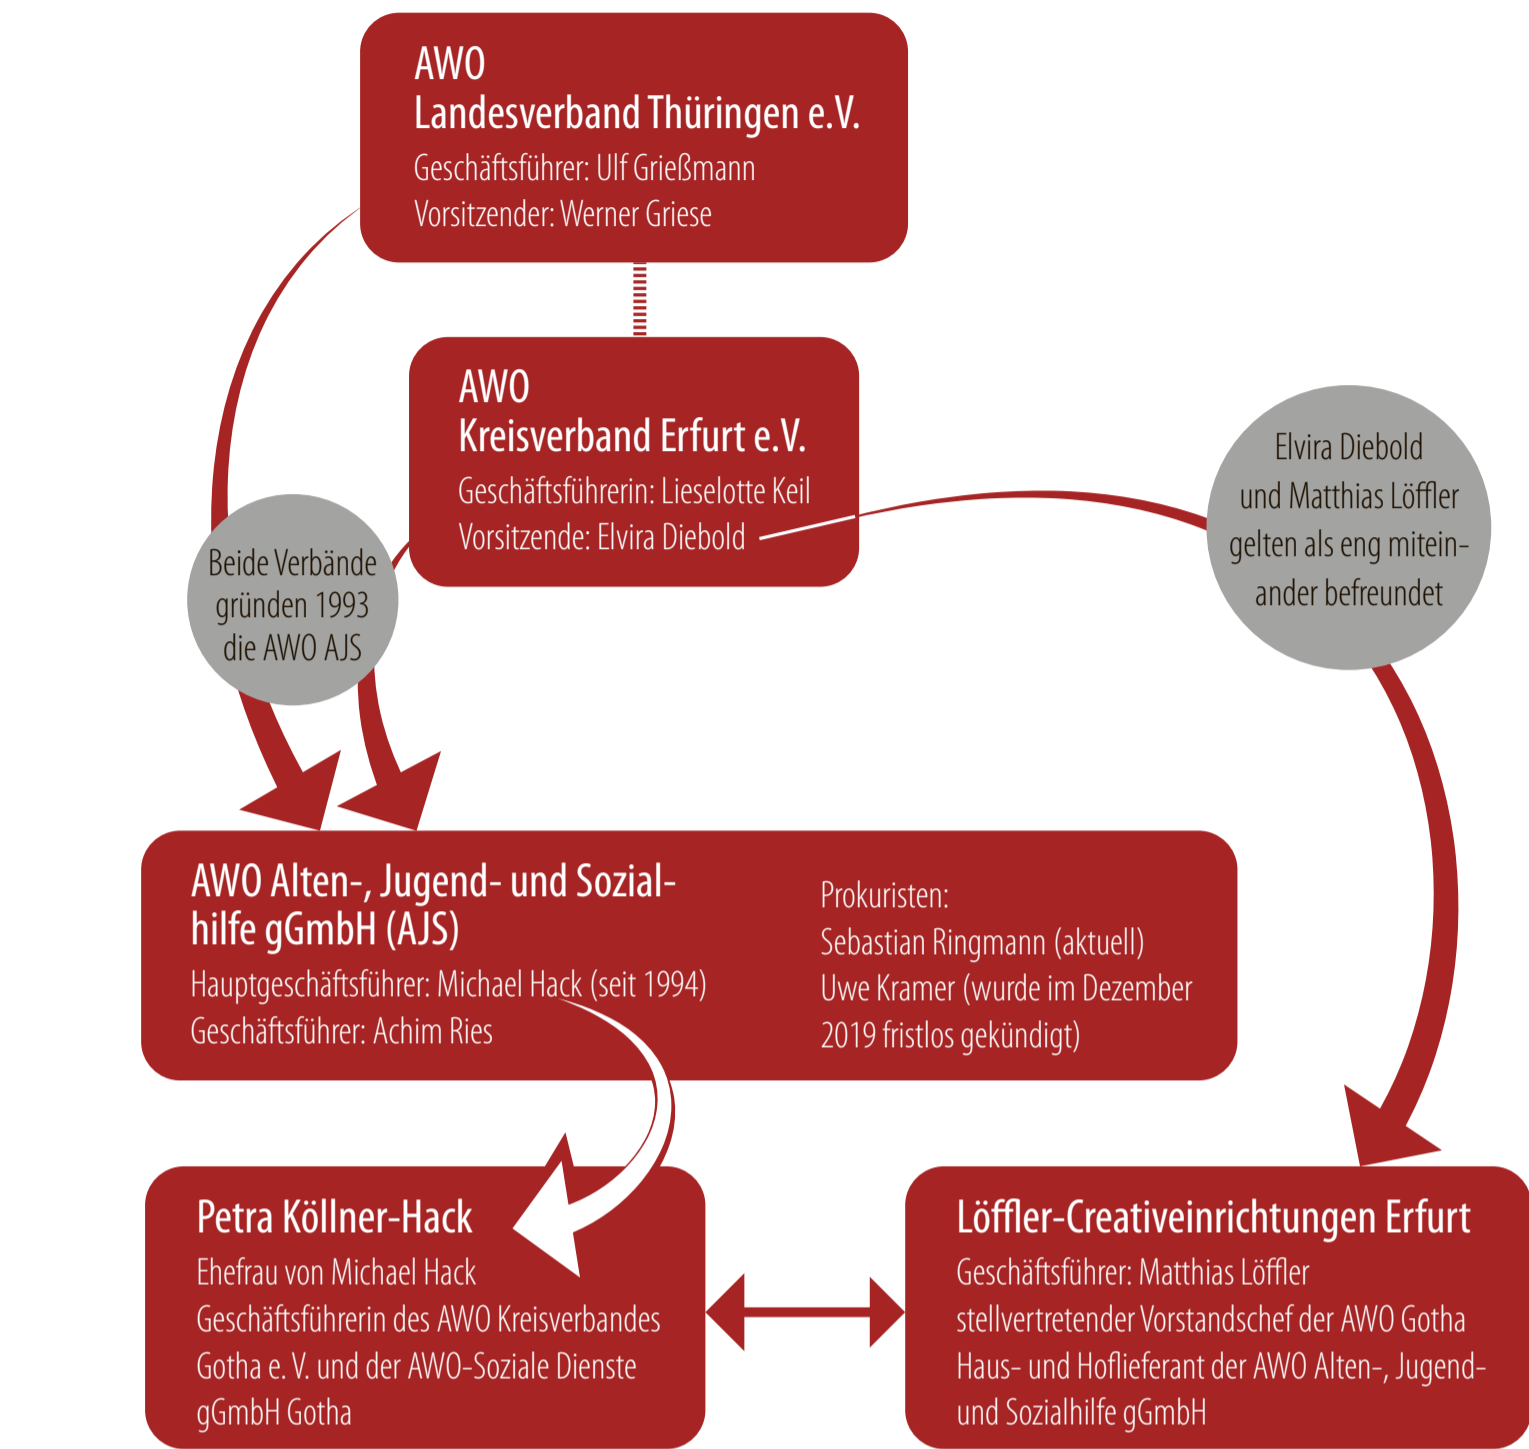 AWO
Landesverband Thüringen e.V.
Geschäftsführer: Ulf Grießmann
Vorsitzender: Werner Griese
AWO
Kreisverband Erfurt e.V.
Geschäftsführerin: Lieselotte Keil
Vorsitzende: Elvira Diebold
Elvira Diebold
und Matthias Löffler
gelten als eng mitein-
ander befreundet
Beide Verbände
gründen 1993
die AWO AJS
AWO Alten-, Jugend- und Sozial-
hilfe gGmbH (AJS)
Hauptgeschäftsführer: Michael Hack (seit 1994)
Geschäftsführer: Achim Ries
Prokuristen:
Sebastian Ringmann (aktuell)
Uwe Kramer (wurde im Dezember
2019 fristlos gekündigt)
Petra Köllner-Hack
Ehefrau von Michael Hack
Geschäftsführerin des AWO Kreisverbandes
Gotha e. V. und der AWO-Soziale Dienste
gGmbH Gotha
Löffler-Creativeinrichtungen Erfurt
Geschäftsführer: Matthias Löffler
stellvertretender Vorstandschef der AWO Gotha
Haus- und Hoflieferant der AWO Alten-, Jugend-
und Sozialhilfe gGmbH